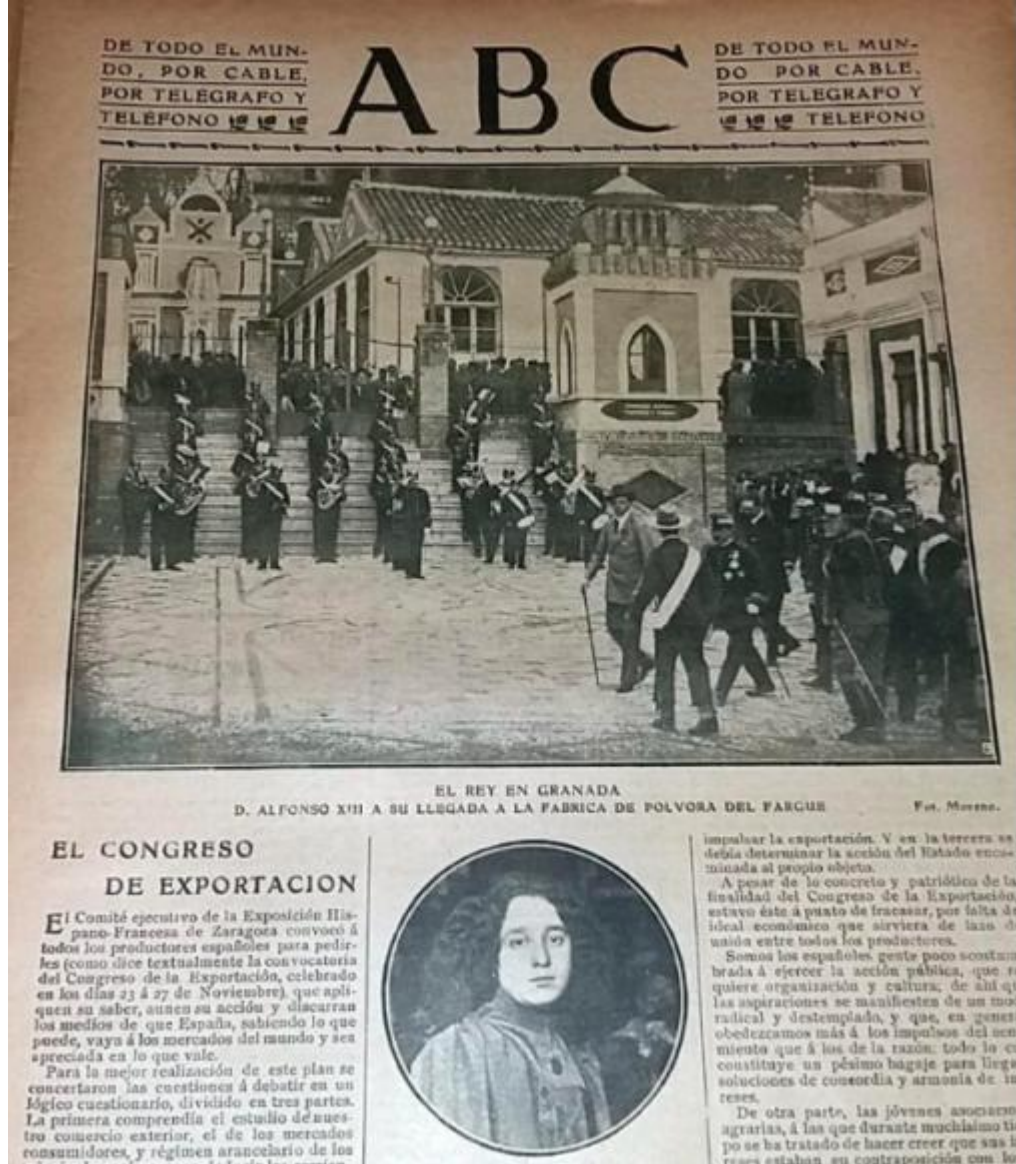 DE TODO EL MUN-
DO, POR CABLE,
POR TELEGRAFO Y
TELÉFONO
ABC
DE TODO EL MUN-
DO POR CABLE,
POR TELEGRAFO Y
TELEFONO
EL REY EN GRANADA
D. ALFONSO XIII A SU LLEGADA A LA FABRICA DE POLVORA DEL FARGUE
Fot. Moreno.
EL CONGRESO
DE EXPORTACION
El Comité ejecutivo de la Exposición His-
pano-Francesa de Zaragoza convocó á
todos los productores españoles para pedir-
les (como dice textualmente la convocatoria
del Congreso de la Exportación, celebrado
en los días 23 á 27 de Noviembre), que apli-
quen su saber, aunen su acción y discurran
los medios de que España, sabiendo lo que
puede, vaya á los mercados del mundo y sea
apreciada en lo que vale.
Para la mejor realización de este plan se
concertaron las cuestiones á debatir en un
lógico cuestionario, dividido en tres partes.
La primera comprendía el estudio de nues-
tro comercio exterior, el de los mercados
consumidores, y régimen arancelario de los
impulsar la exportación. Y en la tercera se
debía determinar la acción del Estado enca-
minada al propio objeto.
A pesar de lo concreto y patriótico de la
finalidad del Congreso de la Exportación,
estuvo éste á punto de fracasar, por falta de
ideal económico que sirviera de lazo de
unión entre todos los productores.
Somos los españoles gente poco acostum
brada á ejercer la acción pública, que re
quiere organización y cultura; de ahí qu
las aspiraciones se manifiesten de un mod
radical y destemplado, y que, en genera
obedezcamos más á los impulsos del sen
miento que á los de la razón: todo lo cu
constituye un pésimo bagaje para llega
soluciones de concordia y armonía de in
reses.
De otra parte, las jóvenes asociacion
agrarias, á las que durante muchísimo tie
po se ha tratado de hacer creer que sus in
reses estaban en contraposición con lo